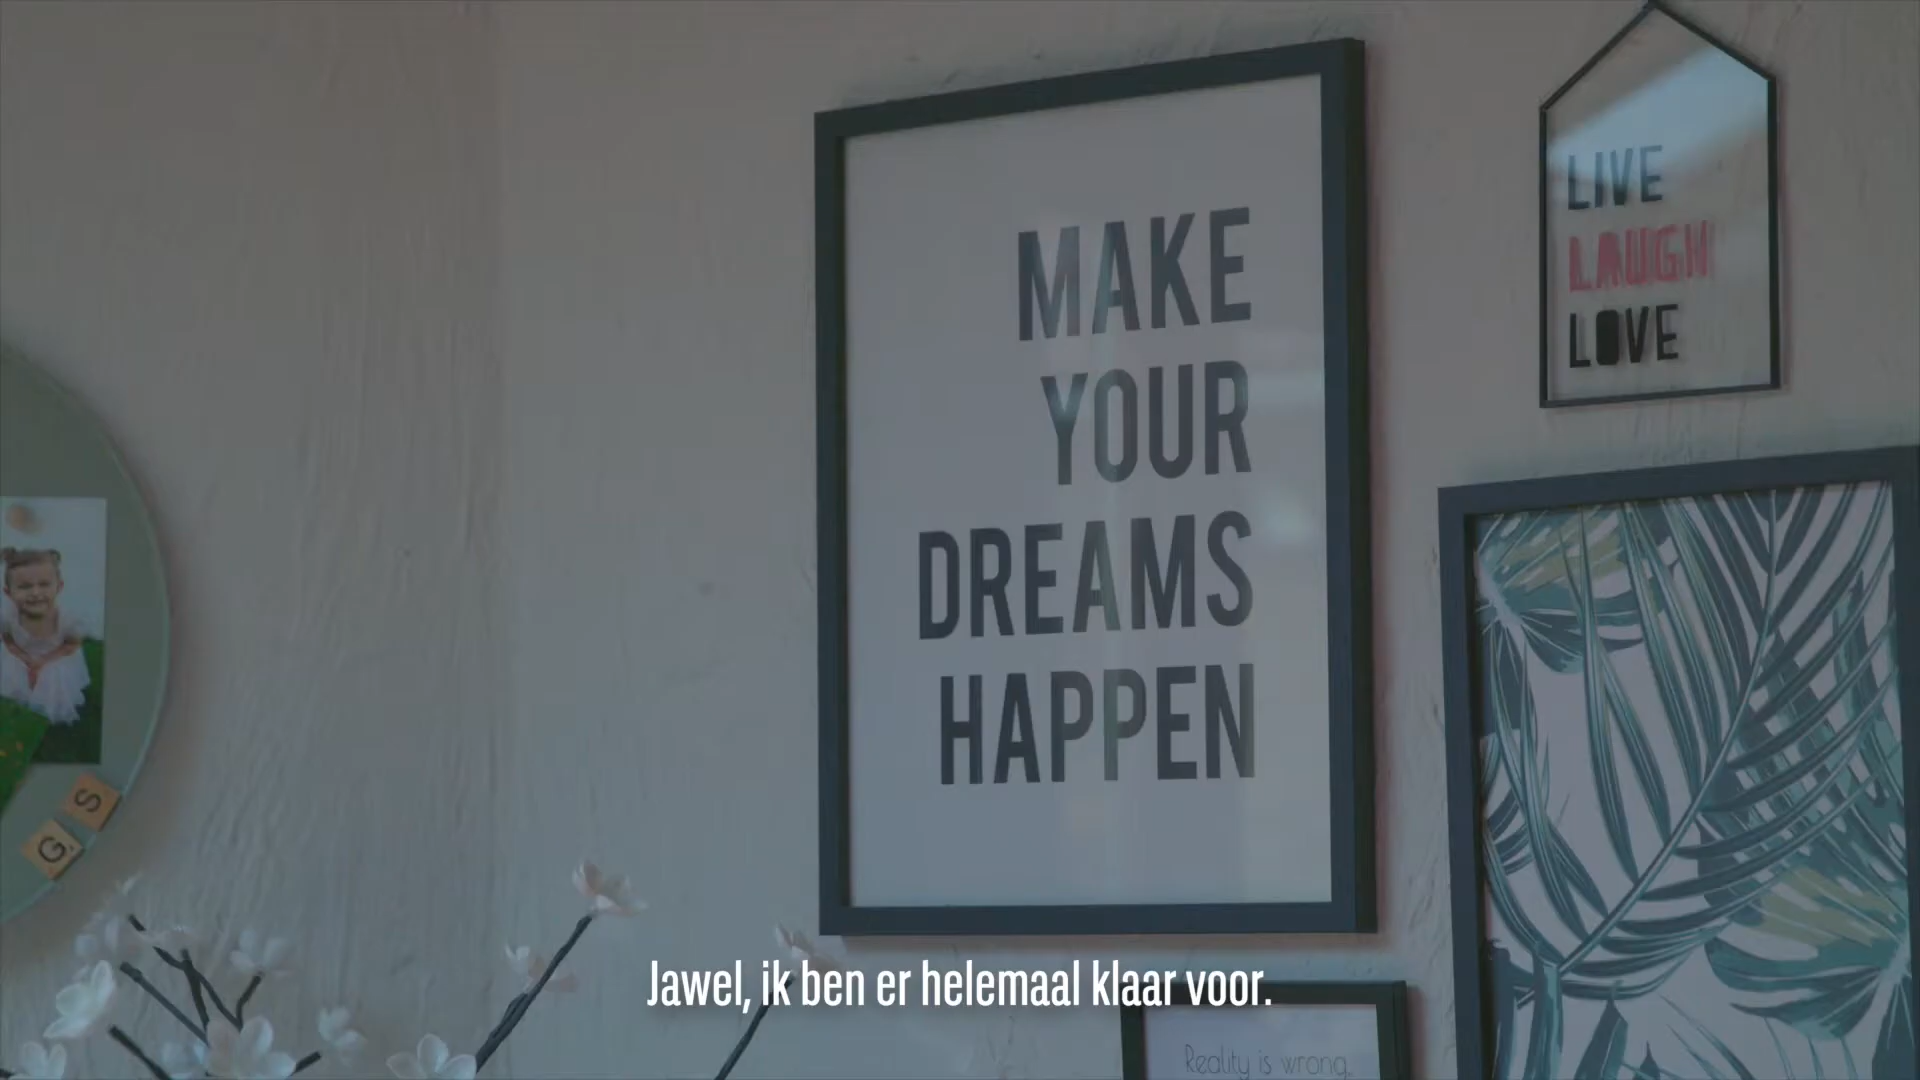 MAKE
YOUR
DREAMS
HAPPEN
LIVE
LAUGH
LOVE
S
G
Jawel, ik ben er helemaal klaar voor.
Reality is wrong.